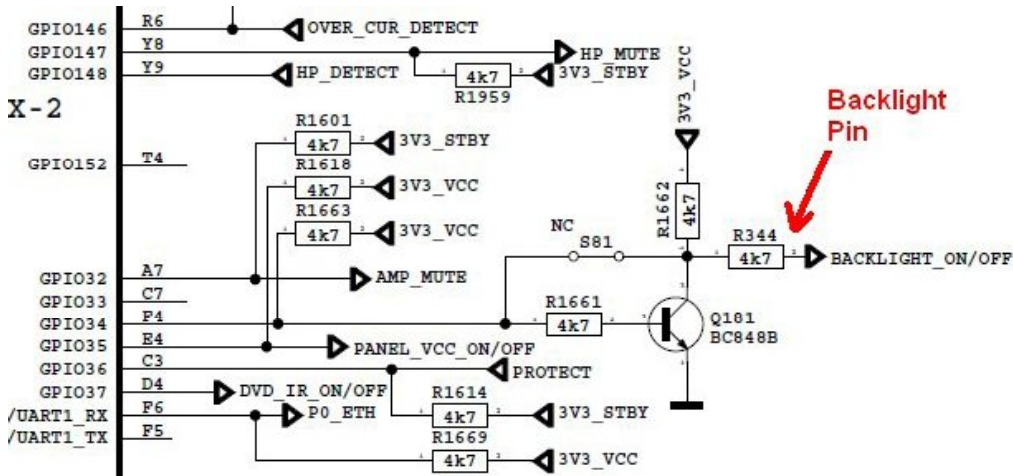 GPIO146 R6 OVER_CUR_DETECT
GPIO147 Y8 HP_MUTE
GPIO148 Y9 HP_DETECT 4k7 3V3_STBY
R1959
3V3_VCC
Backlight
Pin
X-2
R1601
4k7 3V3_STBY
GPIO152 T4
R1618
4k7 3V3_VCC
R1663
4k7 3V3_VCC
R1662
4k7
NC
S81
R344
4k7 BACKLIGHT_ON/OFF
GPIO32 A7 AMP_MUTE
GPIO33 C7
GPIO34 P4
R1661
4k7
Q181
BC848B
GPIO35 E4 PANEL_VCC_ON/OFF
GPIO36 C3 PROTECT
GPIO37 D4 DVD_IR_ON/OFF
R1614
4k7 3V3_STBY
/UART1_RX F6 P0_ETH
/UART1_TX F5
R1669
4k7 3V3_VCC